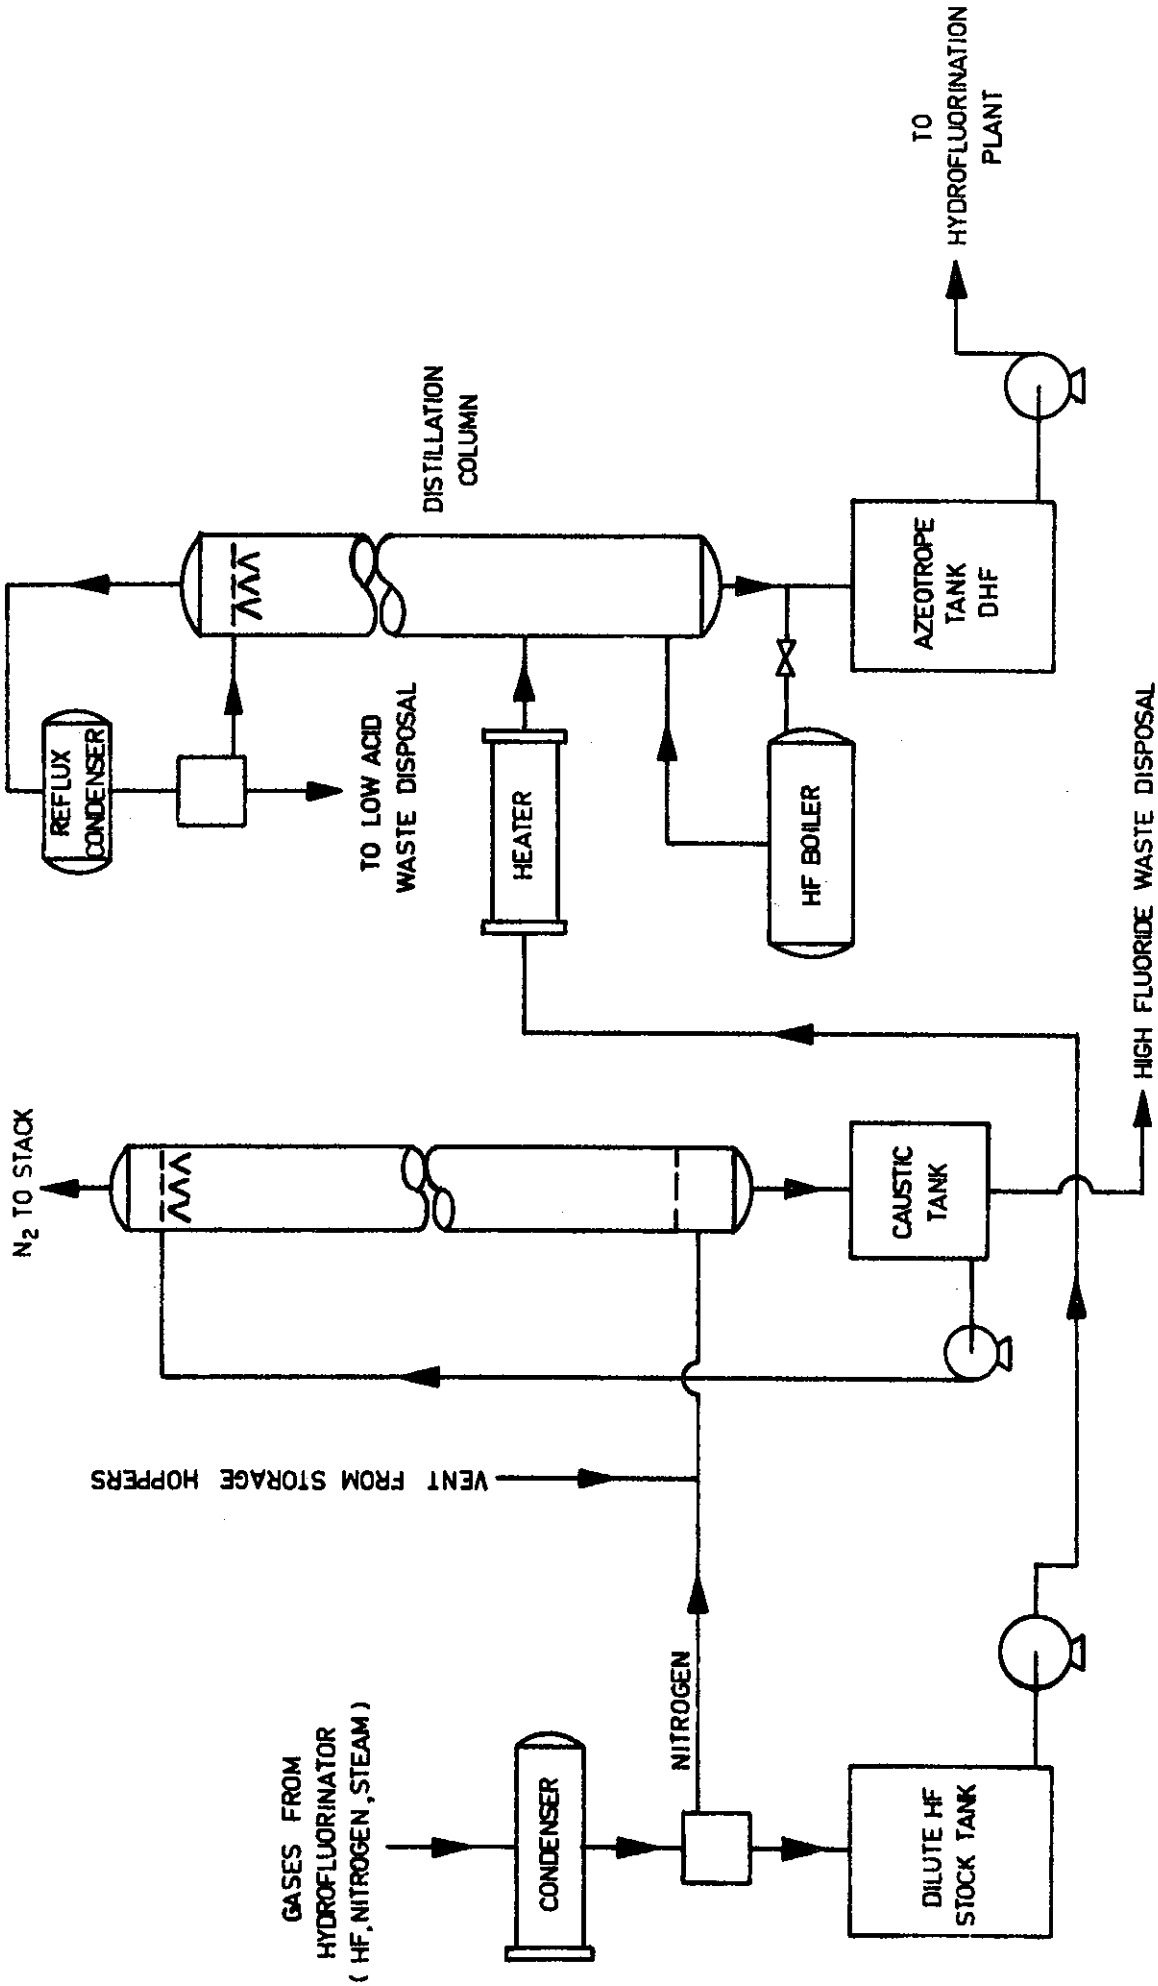 GASES FROM
HYDROFLUORINATOR
( HF, NITROGEN, STEAM )
CONDENSER
NITROGEN
DILUTE HF
STOCK TANK
VENT FROM STORAGE HOPPERS
N2 TO STACK
CAUSTIC
TANK
HIGH FLUORIDE WASTE DISPOSAL
REFLUX
CONDENSER
TO LOW ACID
WASTE DISPOSAL
HEATER
HF BOILER
DISTILLATION
COLUMN
AZEOTROPE
TANK
DHF
TO
HYDROFLUORINATION
PLANT